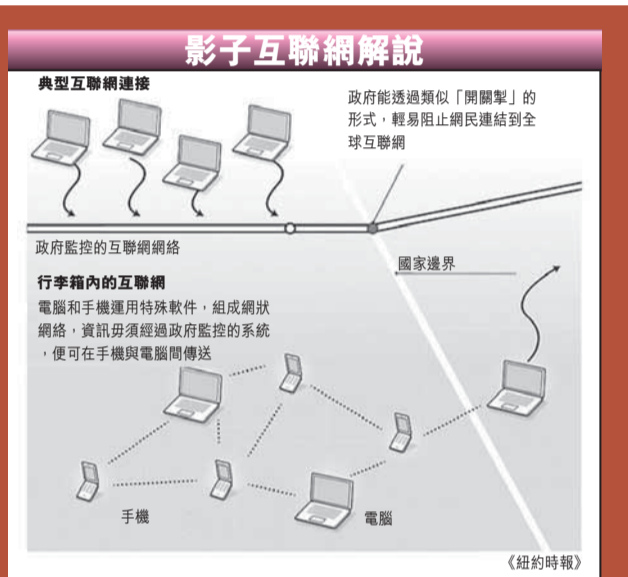 影子互聯網解說
典型互聯網連接
政府能透過類似「開關掣」的
形式，輕易阻止網民連結到全
球互聯網
政府監控的互聯網網絡
國家邊界
行李箱內的互聯網
電腦和手機運用特殊軟件，組成網狀
網絡，資訊毋須經過政府監控的系統
，便可在手機與電腦間傳送
手機
電腦
《紐約時報》